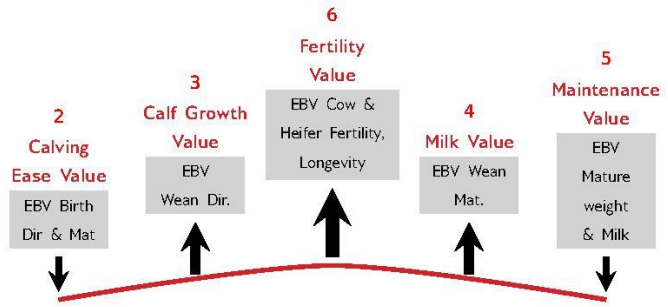 2
Calving
Ease Value
EBV Birth
Dir & Mat
3
Calf Growth
Value
EBV
Wean Dir.
6
Fertility
Value
EBV Cow &
Heifer Fertility,
Longevity
4
Milk Value
EBV Wean
Mat.
5
Maintenance
Value
EBV
Mature
weight
& Milk